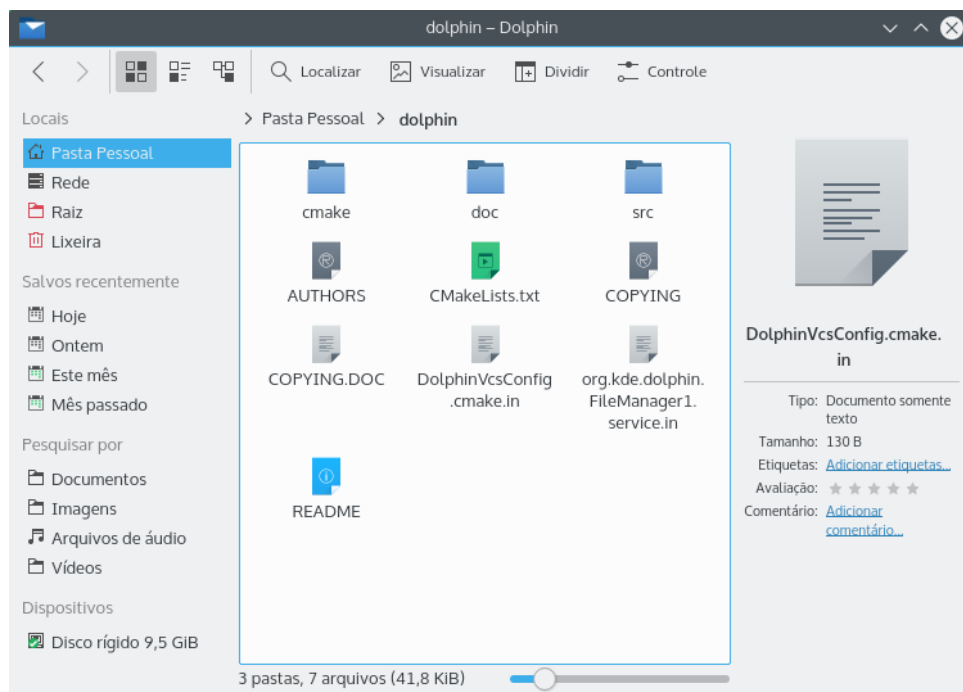 dolphin – Dolphin
Localizar Visualizar Dividir Controle
Locais
Pasta Pessoal
Rede
Raiz
Lixeira
Salvos recentemente
Hoje
Ontem
Este mês
Mês passado
Pesquisar por
Documentos
Imagens
Arquivos de áudio
Vídeos
Dispositivos
Disco rígido 9,5 GiB
> Pasta Pessoal > dolphin
cmake doc src
AUTHORS CMakeLists.txt COPYING
COPYING.DOC
DolphinVcsConfig
.cmake.in
org.kde.dolphin.
FileManager1.
service.in
README
3 pastas, 7 arquivos (41,8 KiB)
DolphinVcsConfig.cmake.
in
Tipo: Documento somente
texto
Tamanho: 130 B
Etiquetas: Adicionar etiquetas...
Avaliação:
Comentário: Adicionar
comentário...